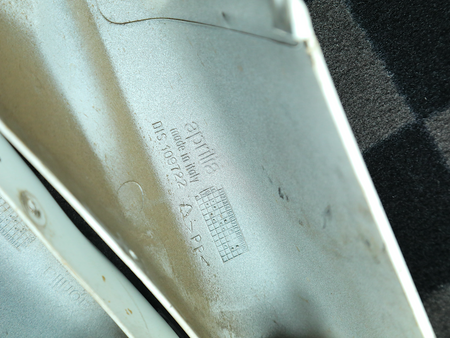 aprilia
made in italy
DIS 109722
>PP<